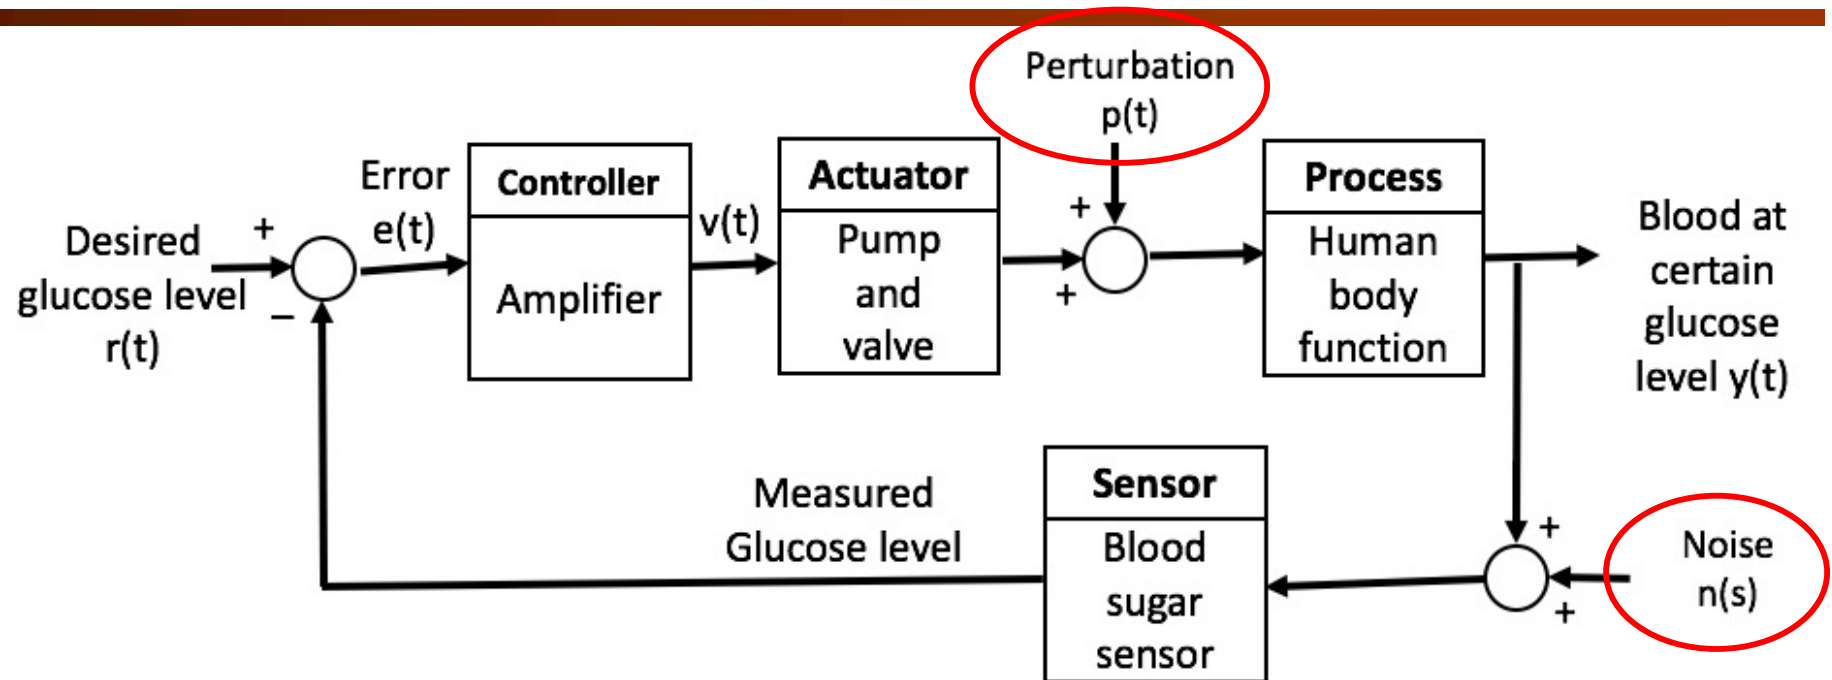 Perturbation
p(t)
Error
e(t)
Controller
Amplifier
v(t)
Actuator
Pump
and
valve
+
+
Process
Human
body
function
Desired
glucose level
r(t)
+
–
Blood at
certain
glucose
level y(t)
Measured
Glucose level
Sensor
Blood
sugar
sensor
+
+
Noise
n(s)